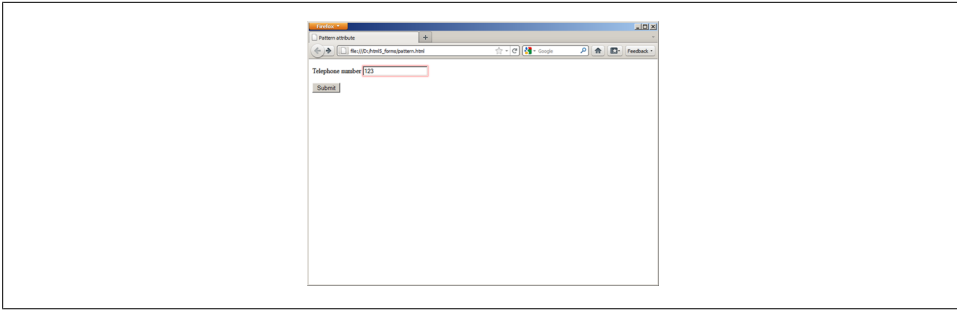 Firefox
Pattern attribute
+
file:///D:/html5_forms/pattern.html
Google
Feedback
Telephone number: 123
Submit